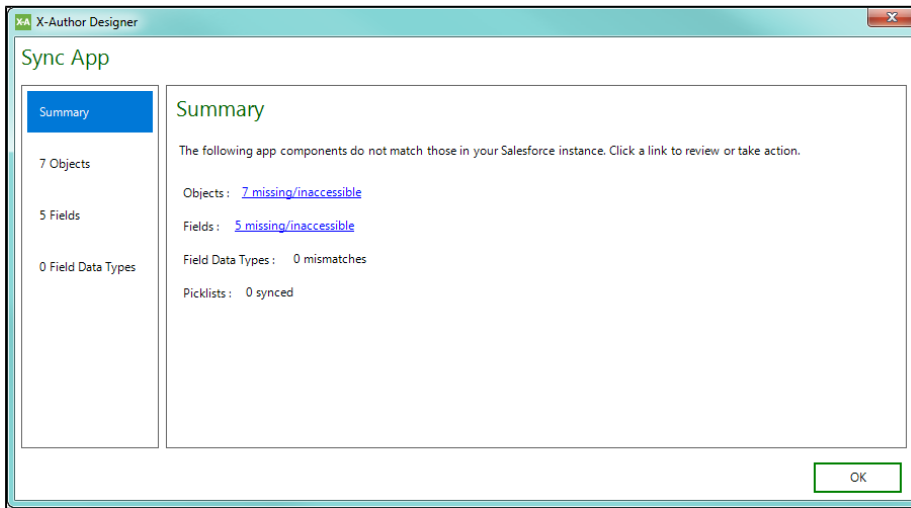 X-A X-Author Designer
x
Sync App
Summary
7 Objects
5 Fields
0 Field Data Types
Summary
The following app components do not match those in your Salesforce instance. Click a link to review or take action.
Objects : 7 missing/inaccessible
Fields : 5 missing/inaccessible
Field Data Types : 0 mismatches
Picklists : 0 synced
OK